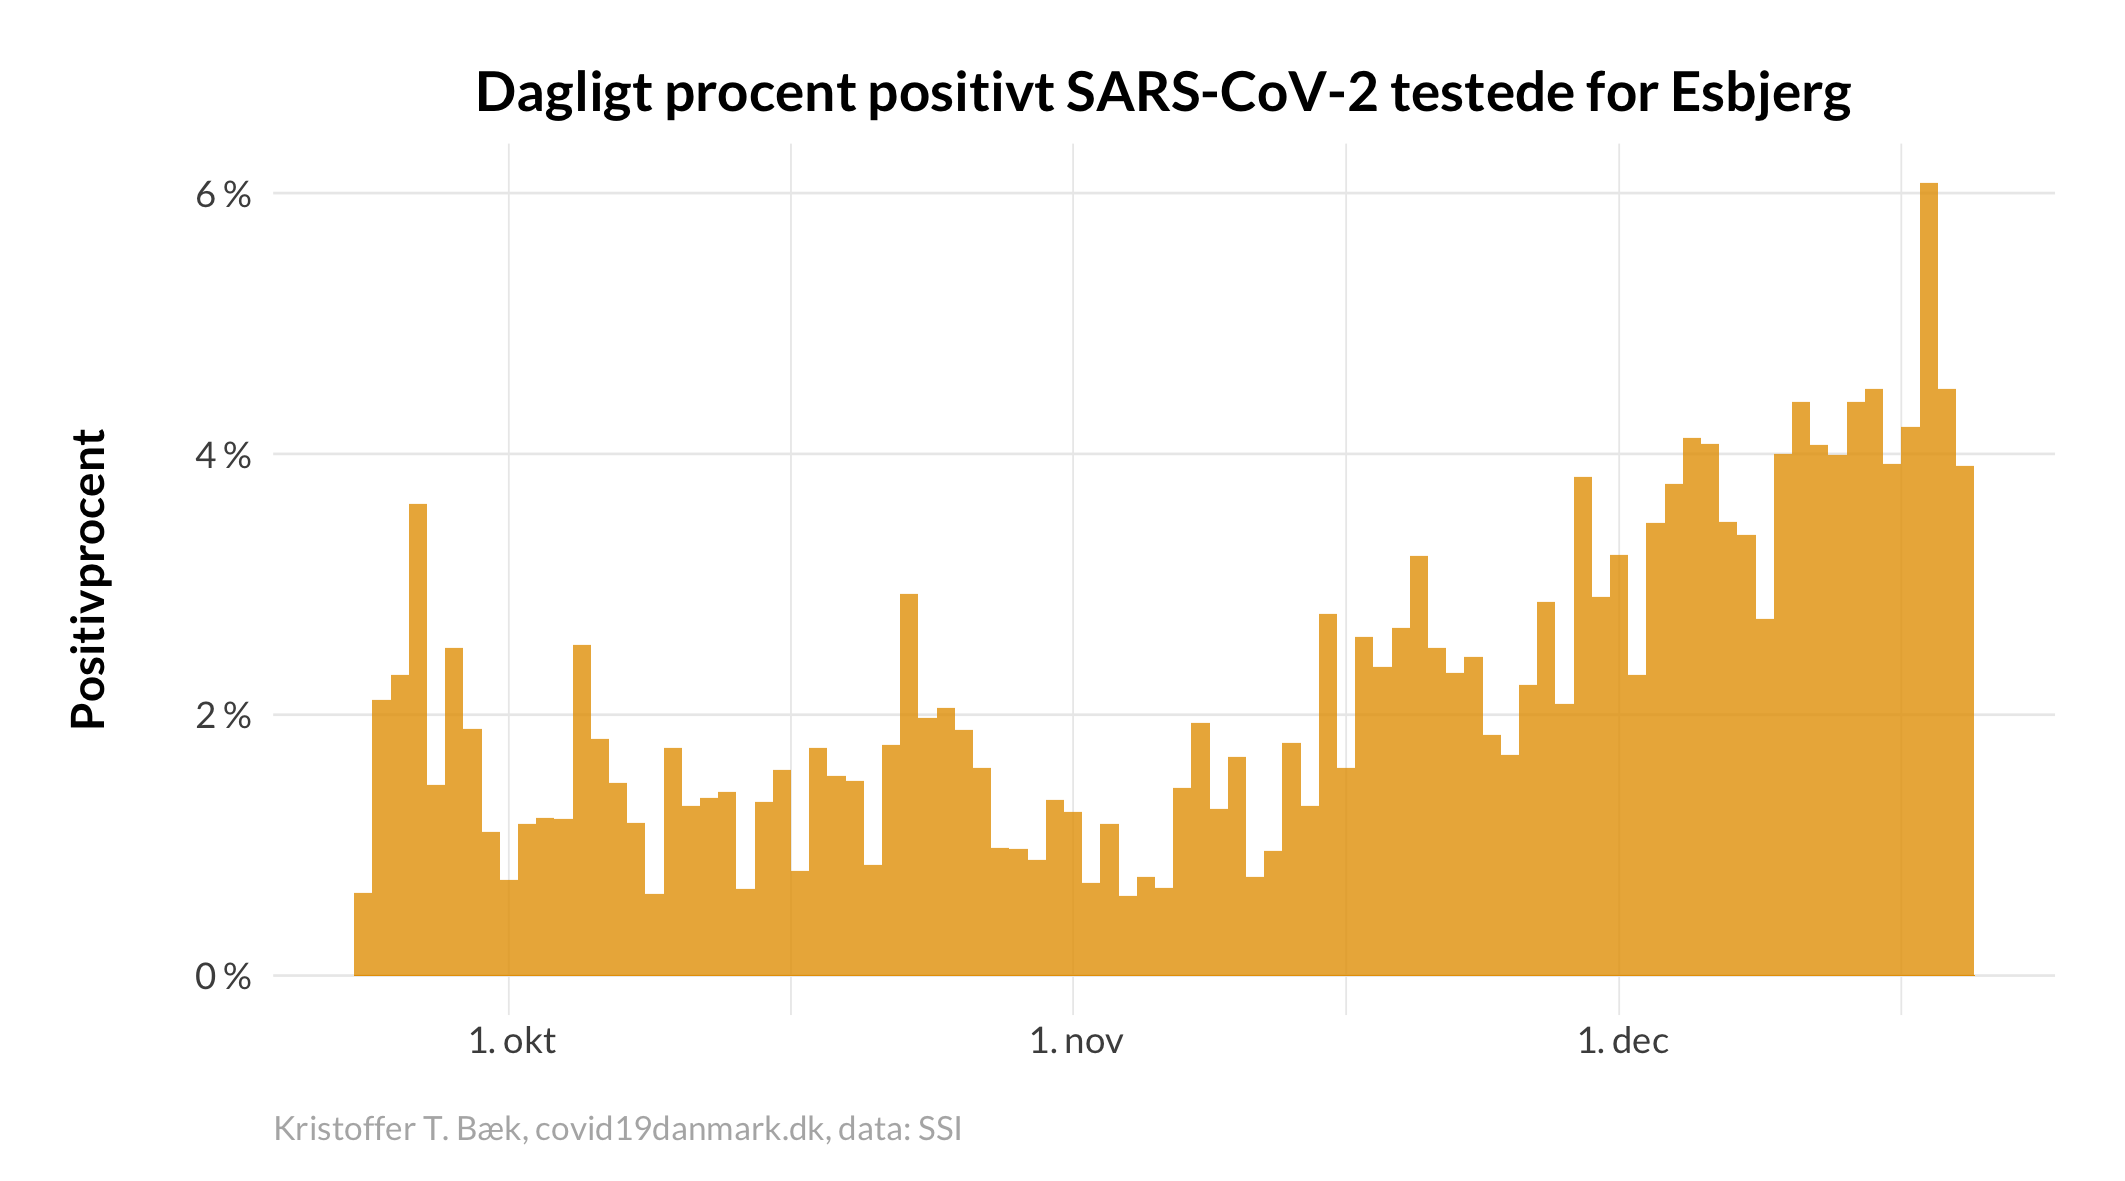 Dagligt procent positivt SARS-CoV-2 testede for Esbjerg
Positivprocent
6 %
4 %
2 %
0 %
1. okt
1. nov
1. dec
Kristoffer T. Bæk, covid19danmark.dk, data: SSI